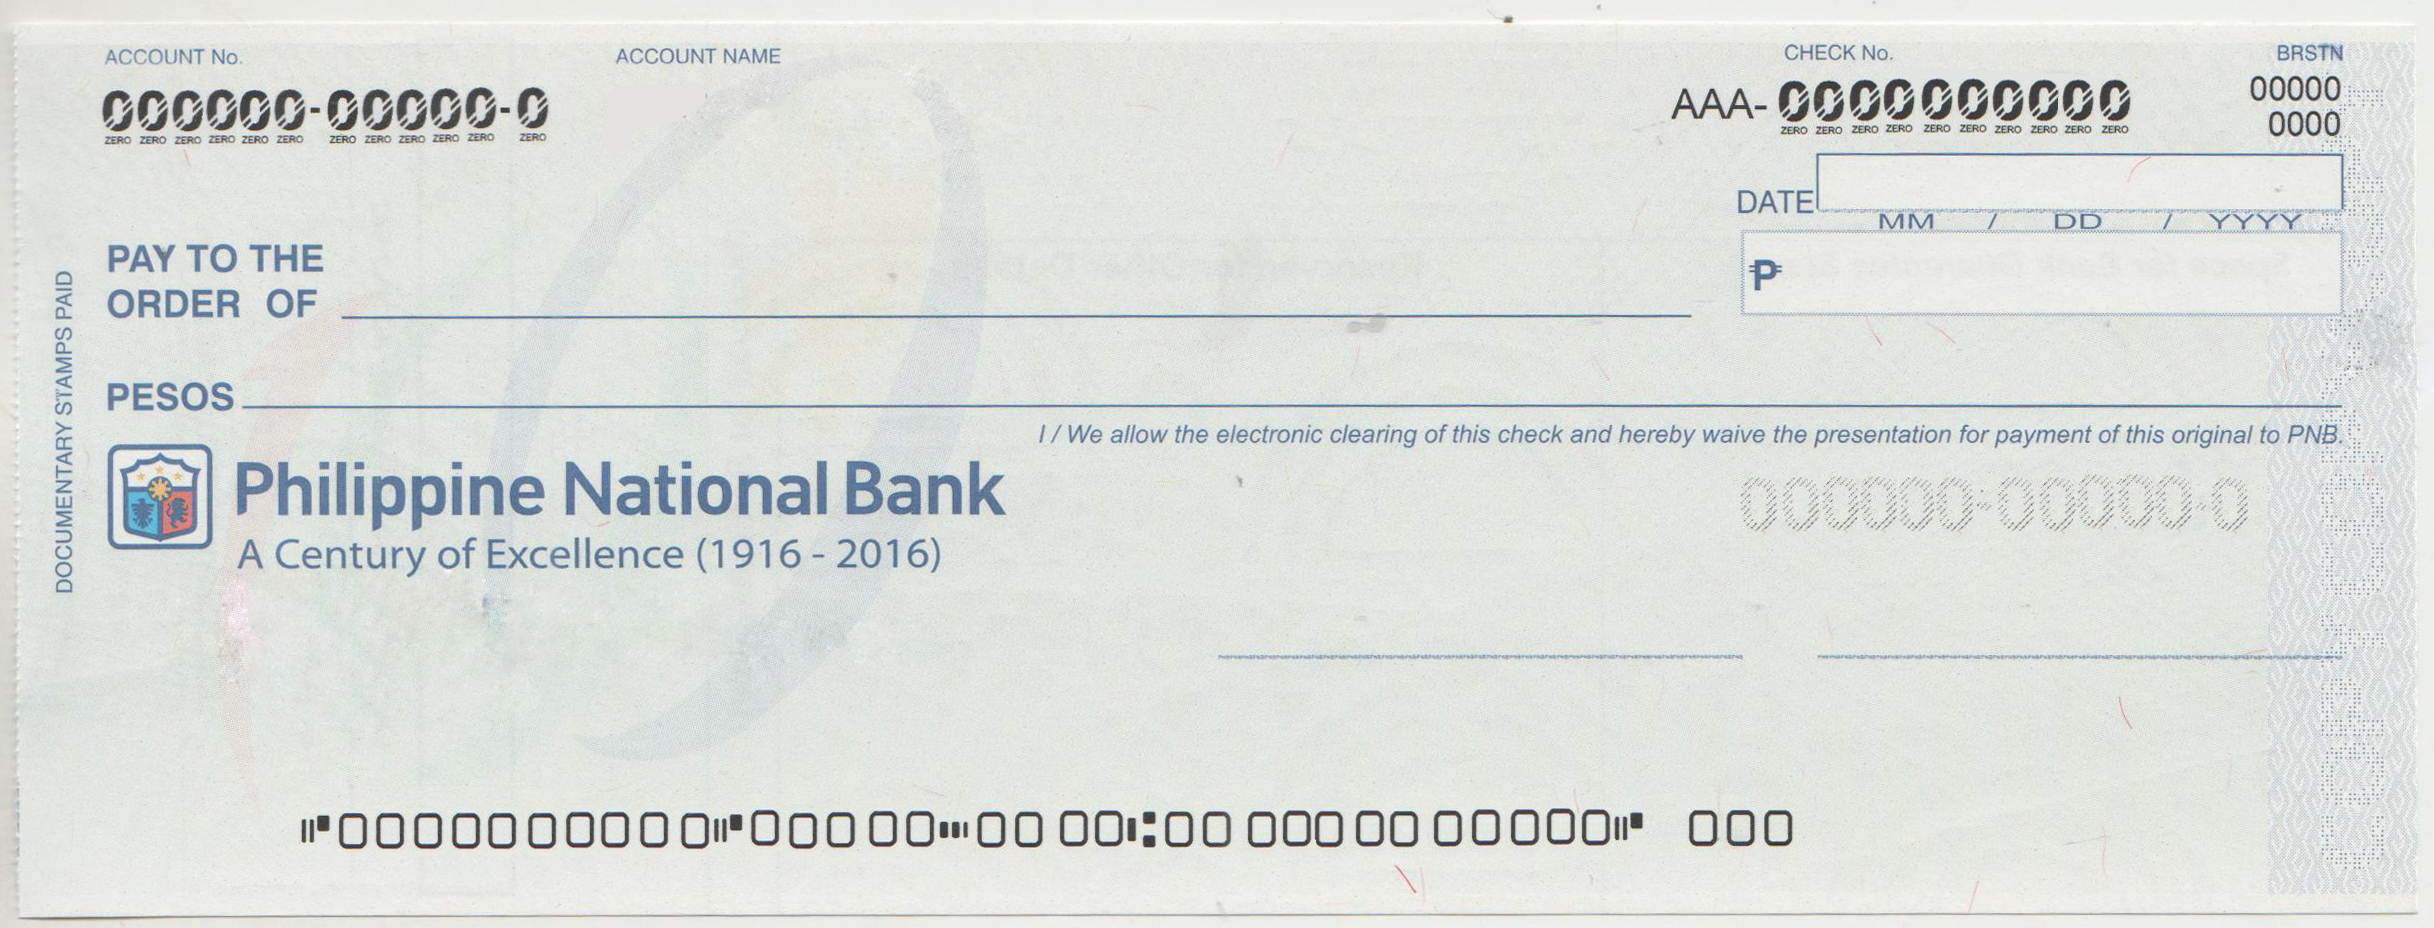 ACCOUNT No. ACCOUNT NAME CHECK No. BRSTN
000000-00000-0 AAA-0000000000 00000
ZERO ZERO ZERO ZERO ZERO ZERO ZERO ZERO ZERO ZERO ZERO ZERO ZERO ZERO ZERO ZERO ZERO ZERO ZERO ZERO ZERO ZERO 0000
DATE
MM / DD / YYYY
PAY TO THE
ORDER OF
₱
PESOS
I / We allow the electronic clearing of this check and hereby waive the presentation for payment of this original to PNB.
DOCUMENTARY STAMPS PAID
Philippine National Bank
A Century of Excellence (1916 - 2016)
000000-00000-0
⑈0000000000⑈000 00⑉00 00⑆00 000 00 00000⑈ 000